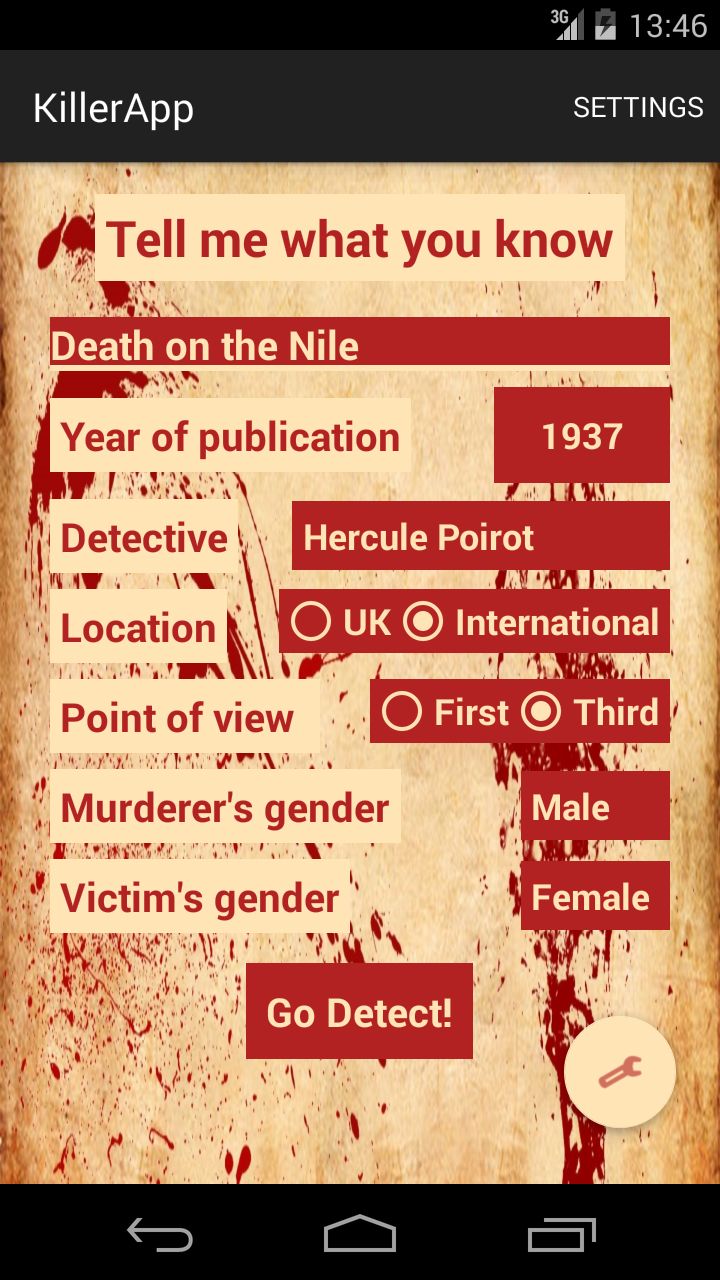 3G 13:46
KillerApp SETTINGS
Tell me what you know
Death on the Nile
Year of publication 1937
Detective Hercule Poirot
Location UK International
Point of view First Third
Murderer's gender Male
Victim's gender Female
Go Detect!